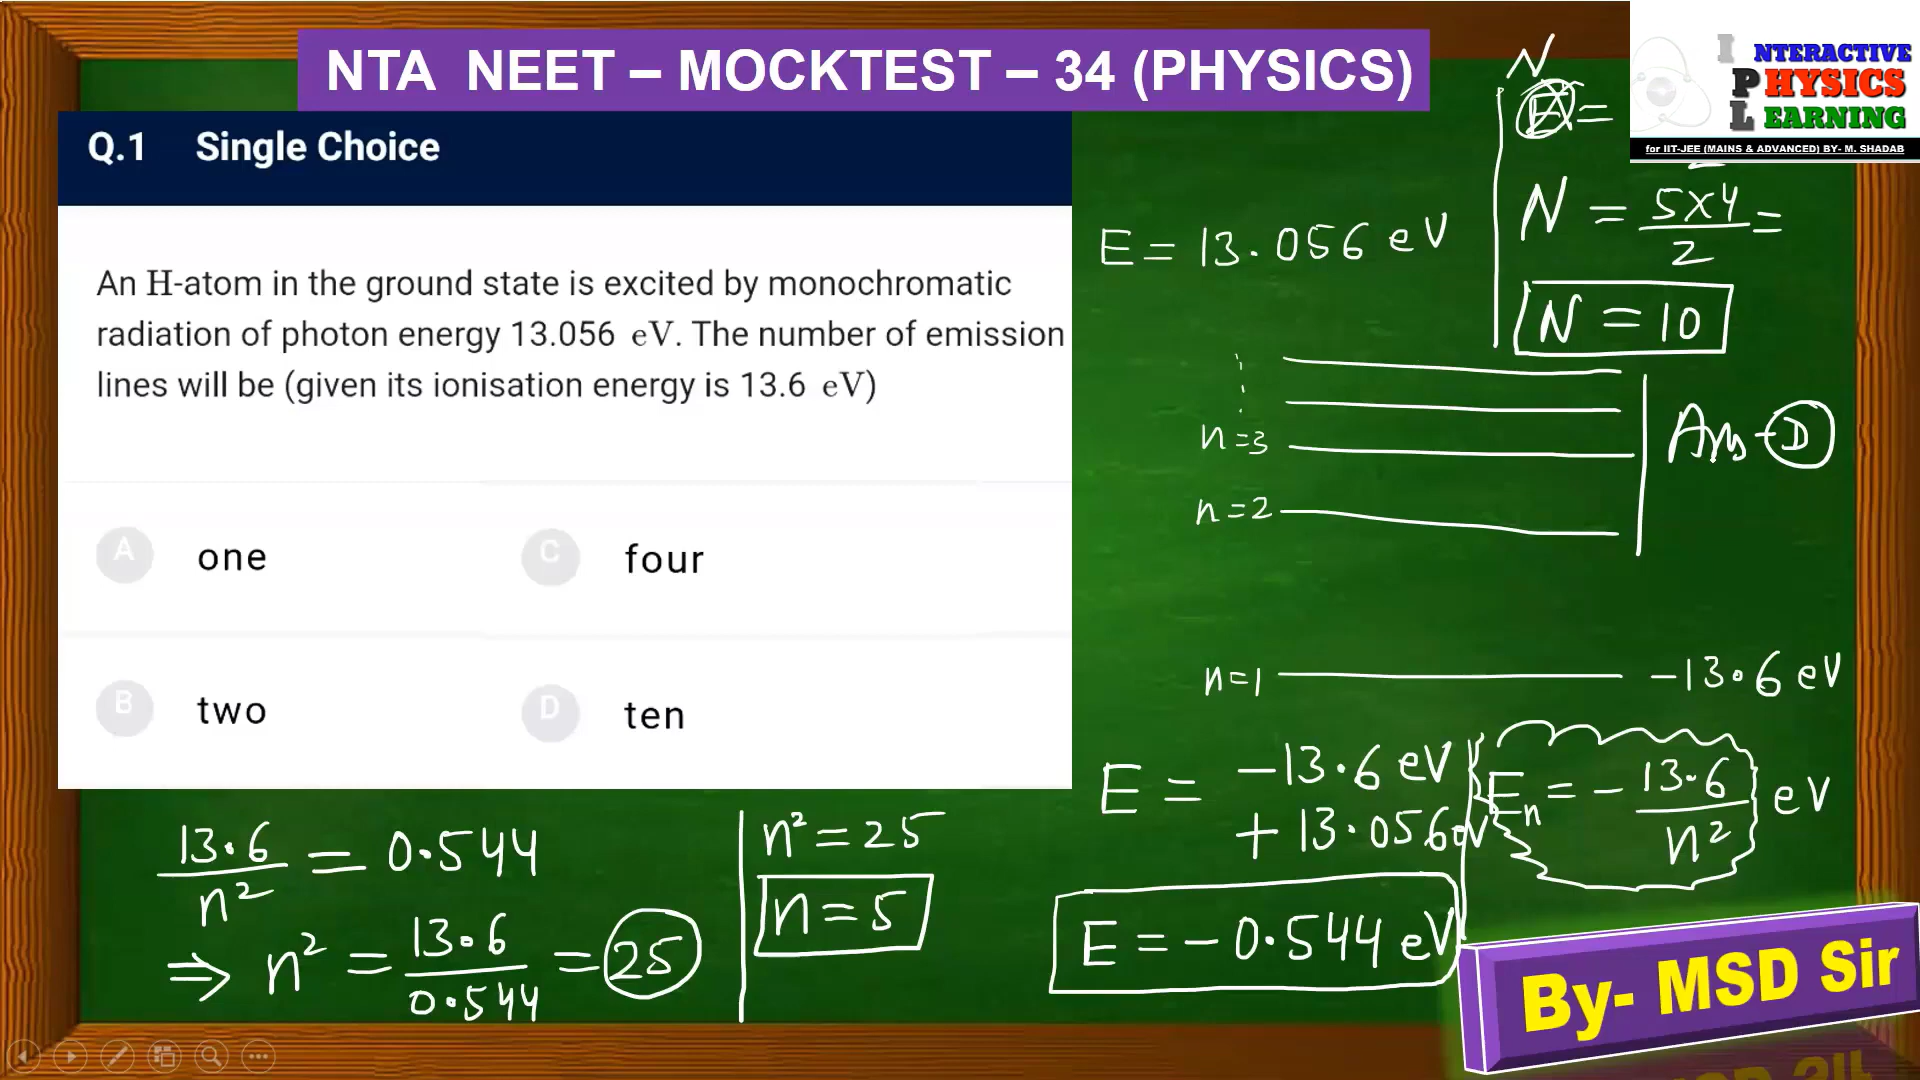 NTA NEET – MOCKTEST – 34 (PHYSICS)
INTERACTIVE
PHYSICS
LEARNING
for IIT-JEE (MAINS & ADVANCED) BY- M. SHADAB
Q.1 Single Choice
An H-atom in the ground state is excited by monochromatic
radiation of photon energy 13.056 eV. The number of emission
lines will be (given its ionisation energy is 13.6 eV)
A one
C four
B two
D ten
E = 13.056 eV
N
=
N = 5×4/2 =
N = 10
n=3
n=2
n=1
-13.6 eV
Ans - D
E = -13.6 eV
+ 13.056eV
E = - 0.544 eV
En = - 13.6/n² eV
13.6/n² = 0.544
⇒ n² = 13.6/0.544 = 25
n² = 25
n = 5
By- MSD Sir